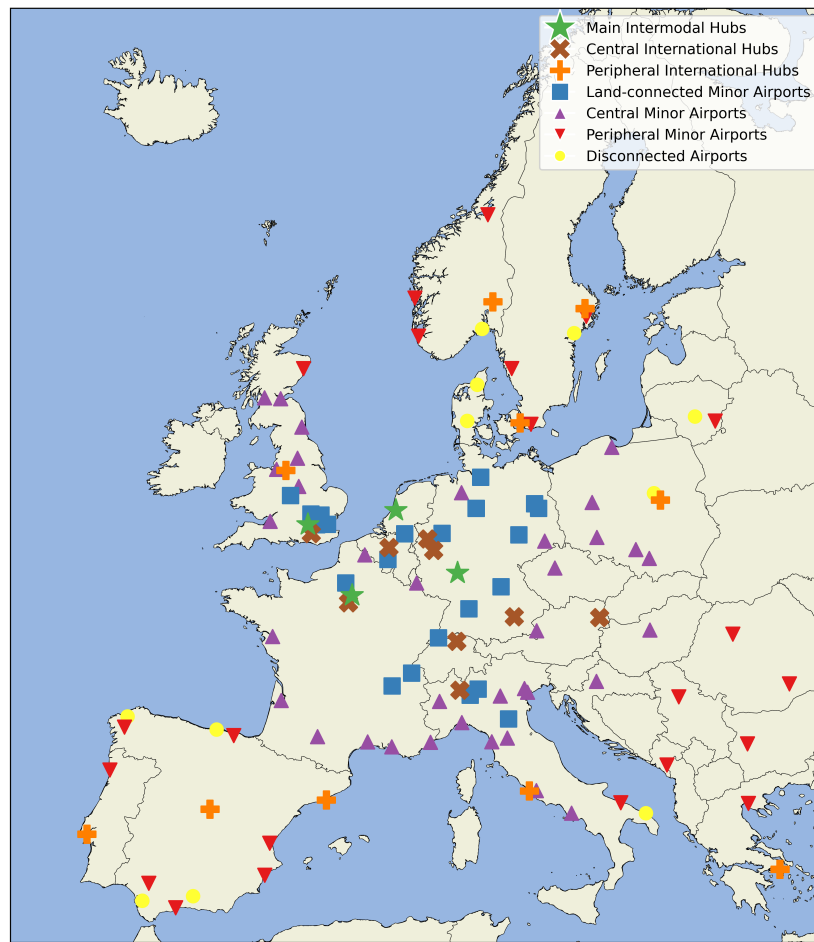 Main Intermodal Hubs
Central International Hubs
Peripheral International Hubs
Land-connected Minor Airports
Central Minor Airports
Peripheral Minor Airports
Disconnected Airports